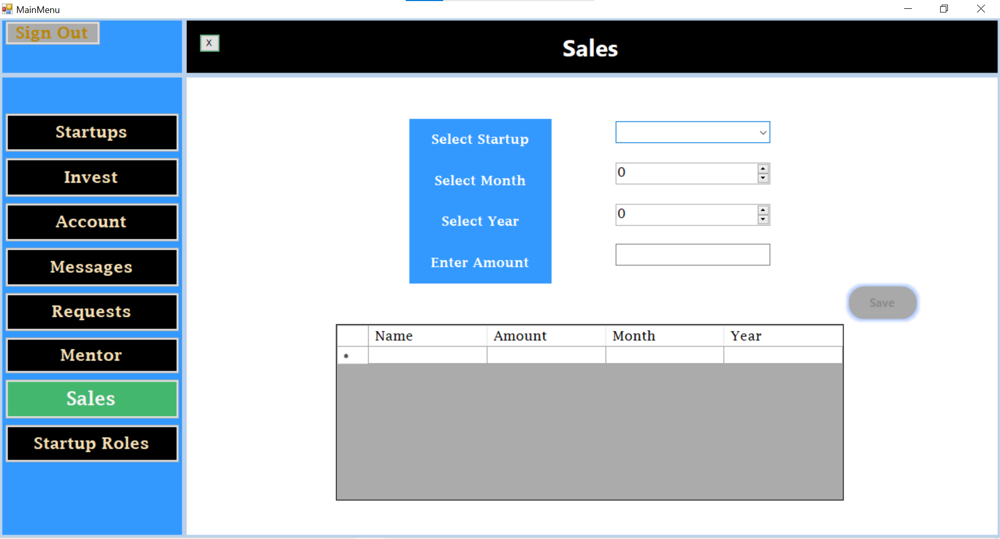 MainMenu
Sign Out
X
Sales
Startups
Invest
Account
Messages
Requests
Mentor
Sales
Startup Roles
Select Startup
Select Month
0
Select Year
0
Enter Amount
Save
Name Amount Month Year
*